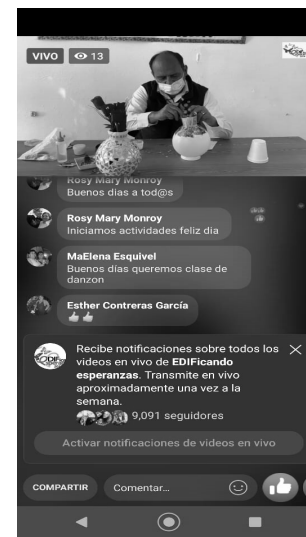 VIVO 13
Rosy Mary Monroy
Buenos dias a tod@s
Rosy Mary Monroy
Iniciamos actividades feliz dia
MaElena Esquivel
Buenos días queremos clase de
danzon
Esther Contreras García
Recibe notificaciones sobre todos los
videos en vivo de EDIFicando
esperanzas. Transmite en vivo
aproximadamente una vez a la
semana.
9,091 seguidores
Activar notificaciones de videos en vivo
COMPARTIR Comentar...